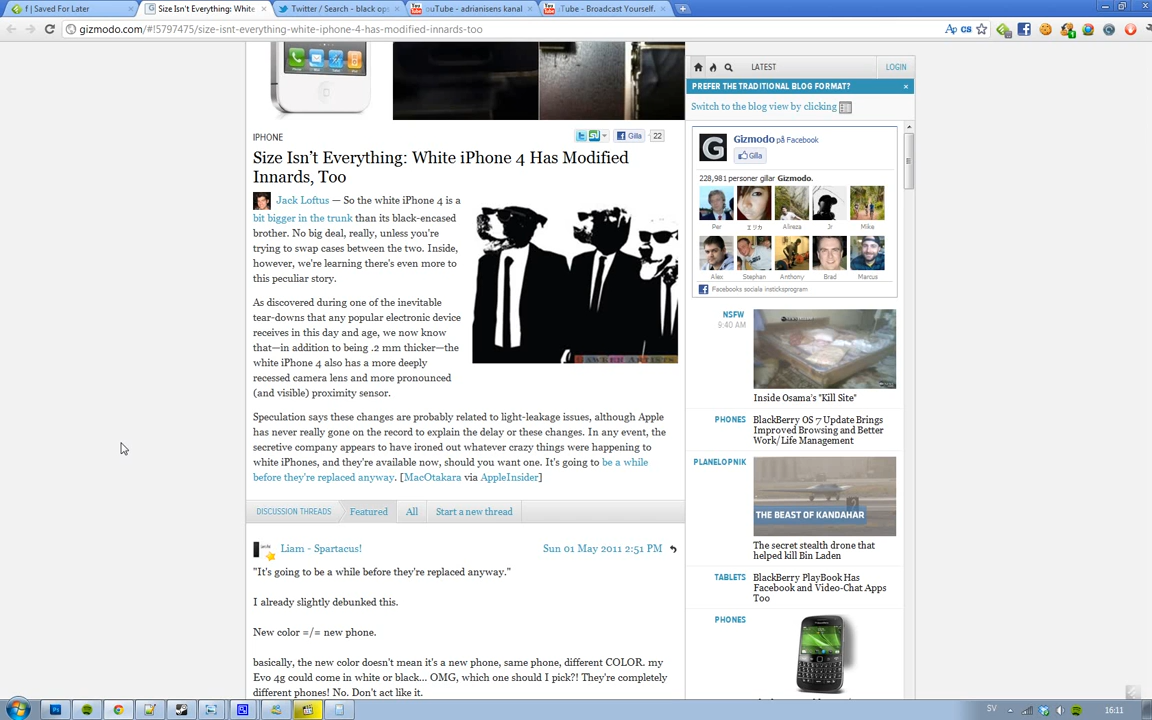 f | Saved For Later
Size Isn't Everything: White
Twitter / Search - black ops
ouTube - adrianisens kanal
Tube - Broadcast Yourself.
gizmodo.com/#!5797475/size-isnt-everything-white-iphone-4-has-modified-innards-too
LATEST
LOGIN
PREFER THE TRADITIONAL BLOG FORMAT?
Switch to the blog view by clicking
IPHONE
Gilla
22
Size Isn't Everything: White iPhone 4 Has Modified
Innards, Too
Jack Loftus — So the white iPhone 4 is a
bit bigger in the trunk than its black-encased
brother. No big deal, really, unless you're
trying to swap cases between the two. Inside,
however, we're learning there's even more to
this peculiar story.
As discovered during one of the inevitable
tear-downs that any popular electronic device
receives in this day and age, we now know
that—in addition to being .2 mm thicker—the
white iPhone 4 also has a more deeply
recessed camera lens and more pronounced
(and visible) proximity sensor.
GAWKER ARTISTS
Speculation says these changes are probably related to light-leakage issues, although Apple
has never really gone on the record to explain the delay or these changes. In any event, the
secretive company appears to have ironed out whatever crazy things were happening to
white iPhones, and they're available now, should you want one. It's going to be a while
before they're replaced anyway. [MacOtakara via AppleInsider]
DISCUSSION THREADS
Featured
All
Start a new thread
Liam - Spartacus!
Sun 01 May 2011 2:51 PM
"It's going to be a while before they're replaced anyway."
I already slightly debunked this.
New color =/= new phone.
basically, the new color doesn't mean it's a new phone, same phone, different COLOR. my
Evo 4g could come in white or black... OMG, which one should I pick?! They're completely
different phones! No. Don't act like it.
Gizmodo på Facebook
Gilla
228,981 personer gillar Gizmodo.
Per
エリカ
Alireza
Jr
Mike
Alex
Stephan
Anthony
Brad
Marcus
Facebooks sociala insticksprogram
NSFW
9:40 AM
Inside Osama's "Kill Site"
PHONES
BlackBerry OS 7 Update Brings
Improved Browsing and Better
Work/Life Management
PLANELOPNIK
THE BEAST OF KANDAHAR
The secret stealth drone that
helped kill Bin Laden
TABLETS
BlackBerry PlayBook Has
Facebook and Video-Chat Apps
Too
PHONES
SV
16:11